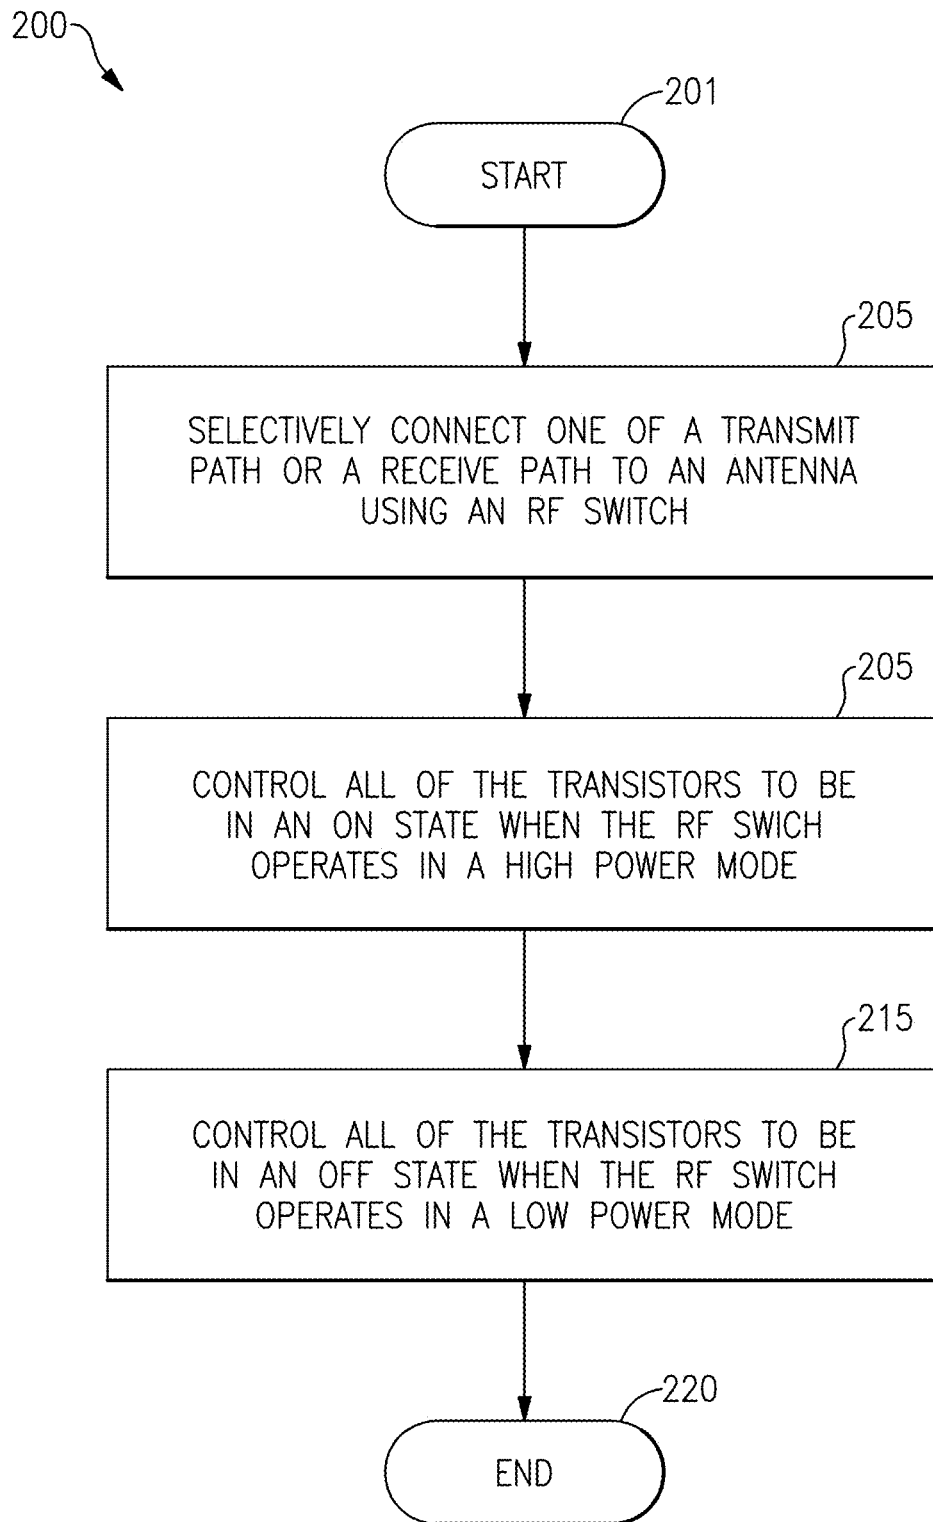 200
201
START
205
SELECTIVELY CONNECT ONE OF A TRANSMIT
PATH OR A RECEIVE PATH TO AN ANTENNA
USING AN RF SWITCH
205
CONTROL ALL OF THE TRANSISTORS TO BE
IN AN ON STATE WHEN THE RF SWICH
OPERATES IN A HIGH POWER MODE
215
CONTROL ALL OF THE TRANSISTORS TO BE
IN AN OFF STATE WHEN THE RF SWITCH
OPERATES IN A LOW POWER MODE
220
END